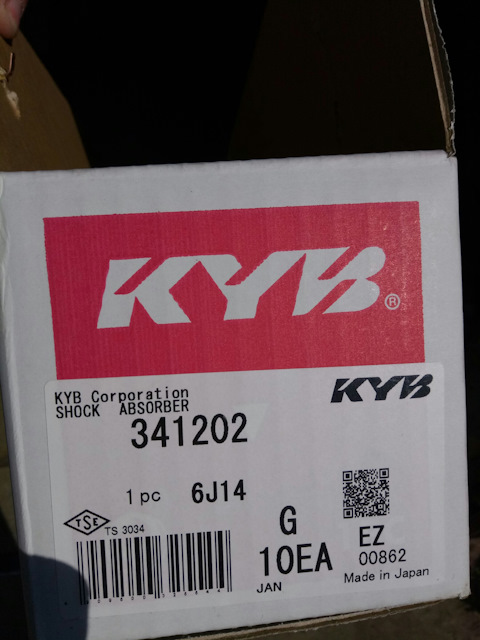 KYB®
KYB Corporation
KYB
SHOCK ABSORBER
341202
1 pc 6J14
TSE
TS 3034
G
10EA
JAN
EZ
00862
Made in Japan